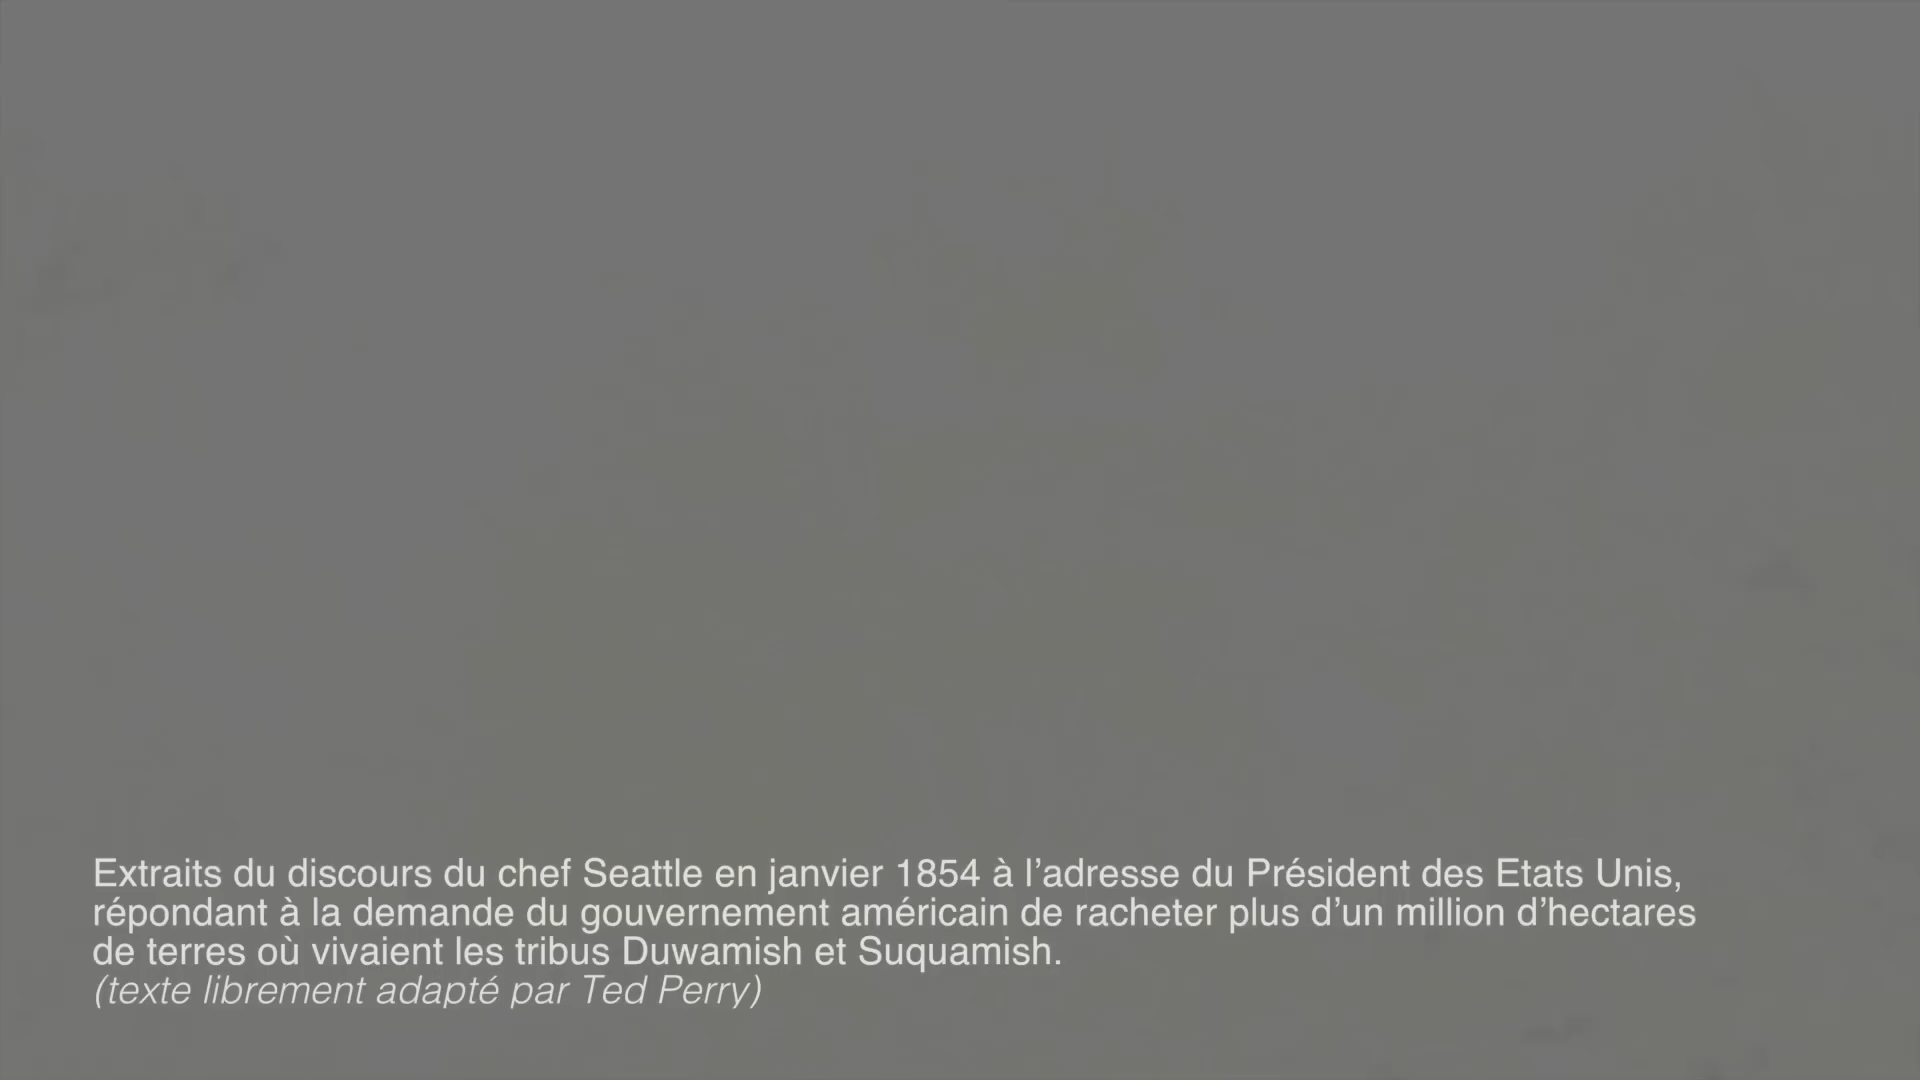 Extraits du discours du chef Seattle en janvier 1854 à l’adresse du Président des Etats Unis,
répondant à la demande du gouvernement américain de racheter plus d’un million d’hectares
de terres où vivaient les tribus Duwamish et Suquamish.
(texte librement adapté par Ted Perry)